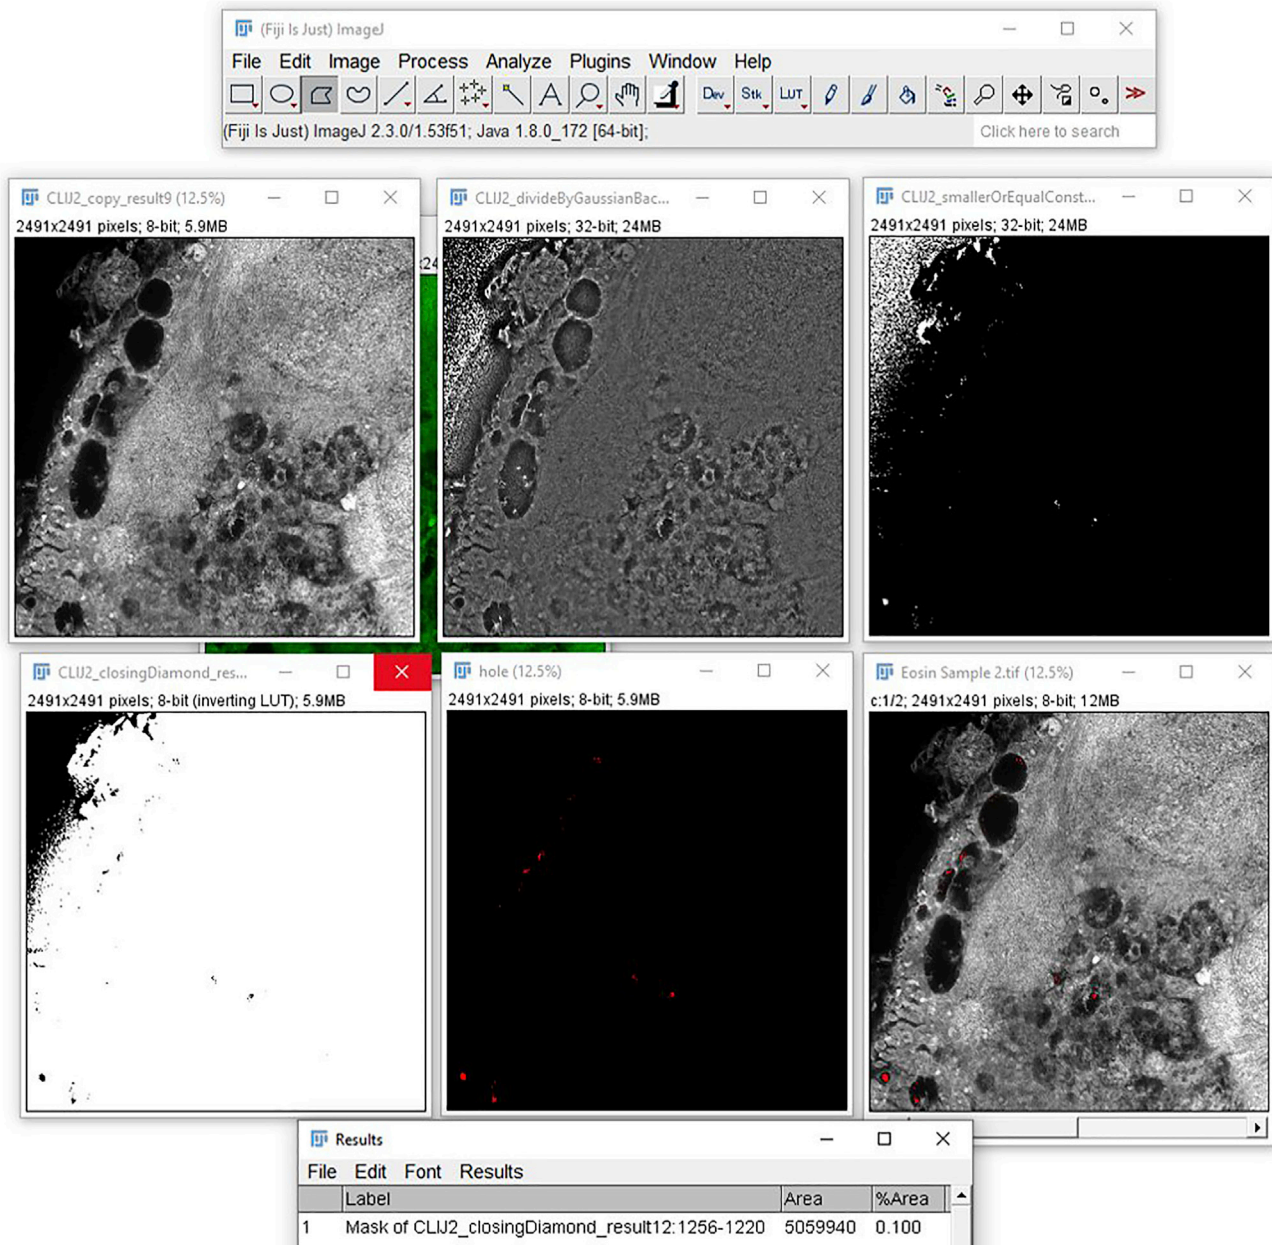 (Fiji Is Just) ImageJ
File Edit Image Process Analyze Plugins Window Help
Dev Stk LUT
(Fiji Is Just) ImageJ 2.3.0/1.53f51; Java 1.8.0_172 [64-bit];
Click here to search
CLIJ2_copy_result9 (12.5%)
2491x2491 pixels; 8-bit; 5.9MB
CLIJ2_divideByGaussianBac...
2491x2491 pixels; 32-bit; 24MB
CLIJ2_smallerOrEqualConst...
2491x2491 pixels; 32-bit; 24MB
CLIJ2_closingDiamond_res...
2491x2491 pixels; 8-bit (inverting LUT); 5.9MB
hole (12.5%)
2491x2491 pixels; 8-bit; 5.9MB
Eosin Sample 2.tif (12.5%)
c:1/2; 2491x2491 pixels; 8-bit; 12MB
Results
File Edit Font Results
Label Area %Area
1 Mask of CLIJ2_closingDiamond_result12:1256-1220 5059940 0.100